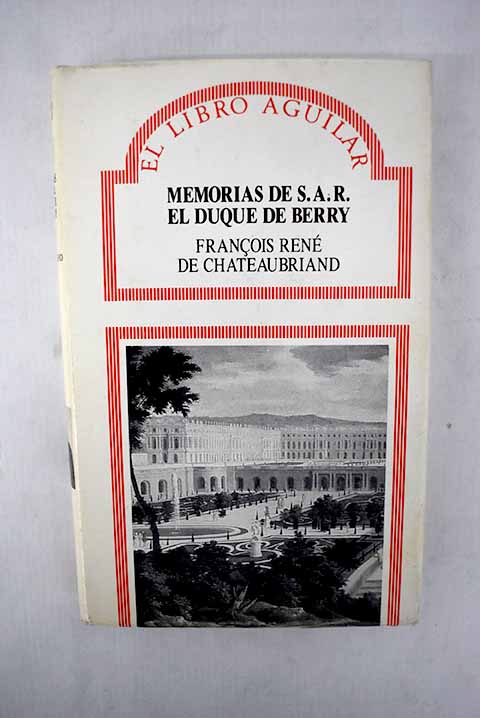 EL LIBRO AGUILAR
MEMORIAS DE S.A.R.
EL DUQUE DE BERRY
FRANÇOIS RENÉ
DE CHATEAUBRIAND